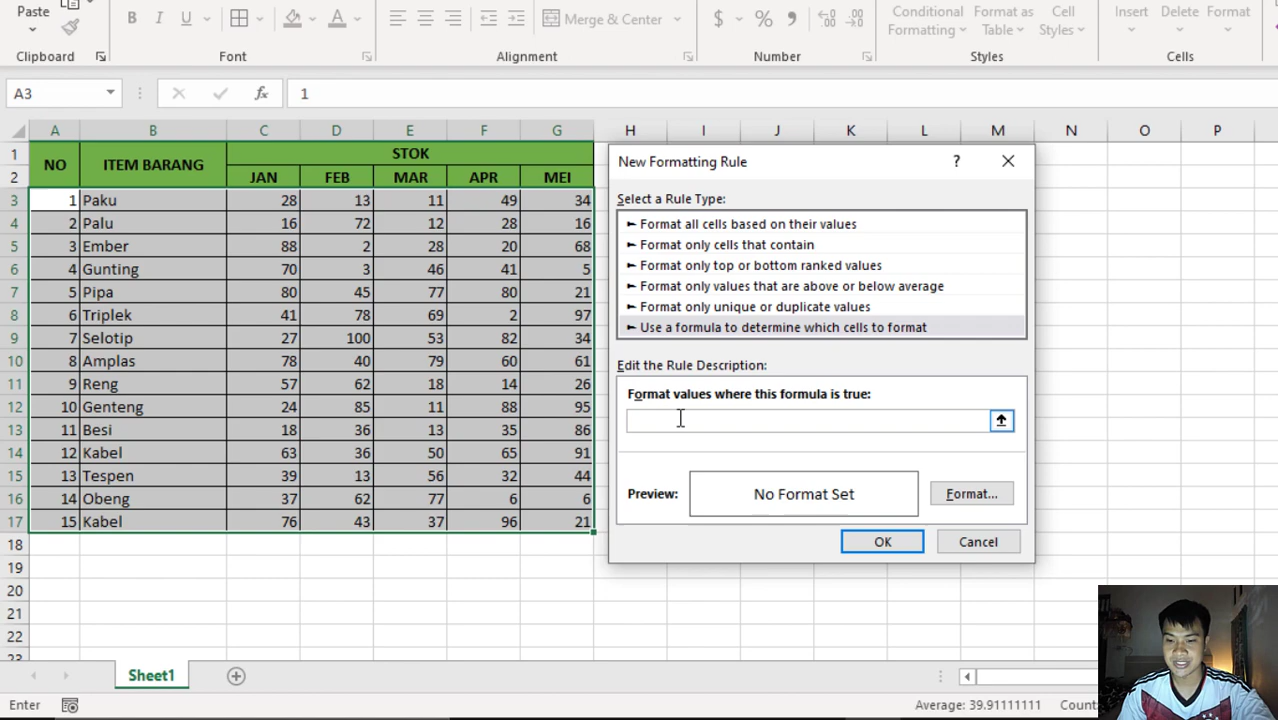 Paste
B I U A
Merge & Center
$ % 9
Conditional Formatting
Format as Table
Cell Styles
Insert Delete Format
Clipboard Font Alignment Number Styles Cells
A3 fx 1
A B C D E F G H I J K L M N O P
1 NO ITEM BARANG STOK
2 JAN FEB MAR APR MEI
3 1 Paku 28 13 11 49 34
4 2 Palu 16 72 12 28 16
5 3 Ember 88 2 28 20 68
6 4 Gunting 70 3 46 41 5
7 5 Pipa 80 45 77 80 21
8 6 Triplek 41 78 69 2 97
9 7 Selotip 27 100 53 82 34
10 8 Amplas 78 40 79 60 61
11 9 Reng 57 62 18 14 26
12 10 Genteng 24 85 11 88 95
13 11 Besi 18 36 13 35 86
14 12 Kabel 63 36 50 65 91
15 13 Tespen 39 13 56 32 44
16 14 Obeng 37 62 77 6 6
17 15 Kabel 76 43 37 96 21
18
19
20
21
22
New Formatting Rule ?
Select a Rule Type:
► Format all cells based on their values
► Format only cells that contain
► Format only top or bottom ranked values
► Format only values that are above or below average
► Format only unique or duplicate values
► Use a formula to determine which cells to format
Edit the Rule Description:
Format values where this formula is true:
Preview: No Format Set Format...
OK Cancel
Sheet1
Enter Average: 39.91111111